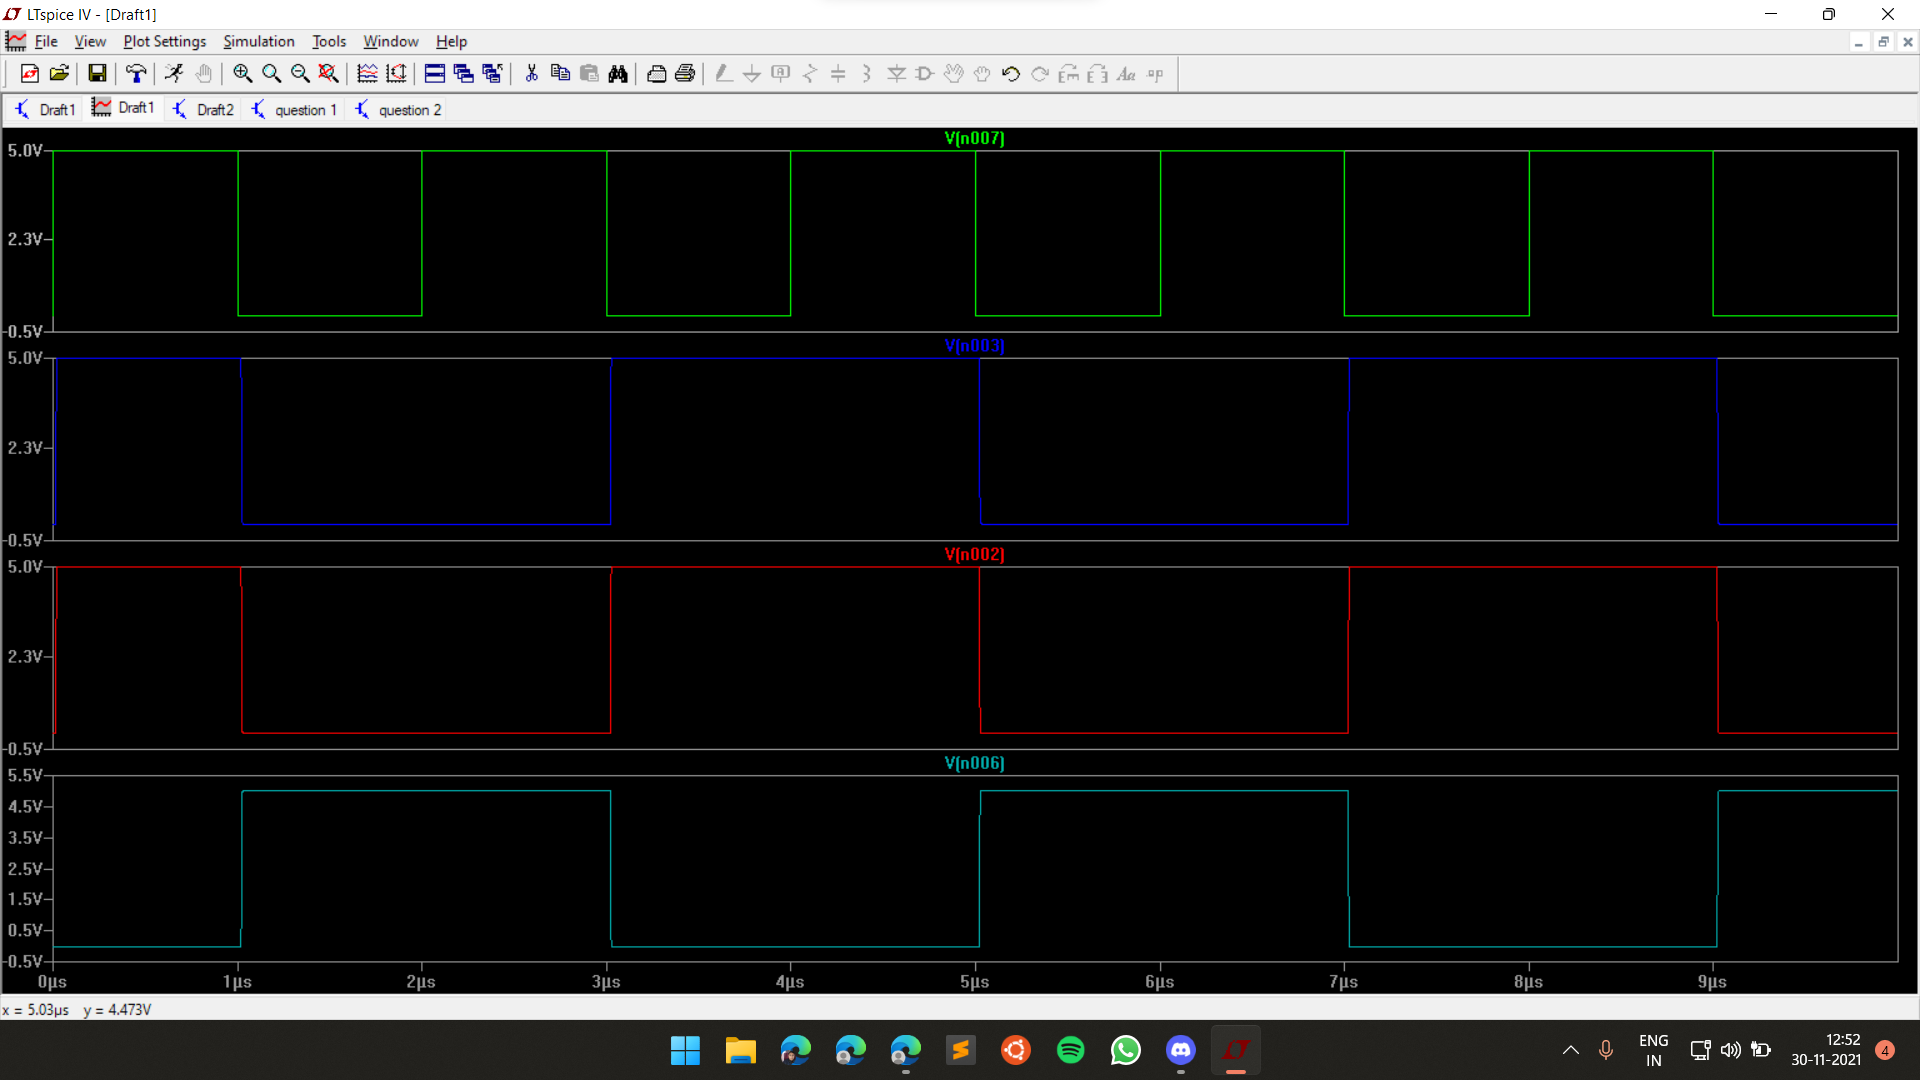 LTspice IV - [Draft1]
File View Plot Settings Simulation Tools Window Help
Draft1 Draft1 Draft2 question 1 question 2
V(n007)
5.0V
2.3V
-0.5V
V(n003)
5.0V
2.3V
-0.5V
V(n002)
5.0V
2.3V
-0.5V
V(n006)
5.5V
4.5V
3.5V
2.5V
1.5V
0.5V
-0.5V
0µs 1µs 2µs 3µs 4µs 5µs 6µs 7µs 8µs 9µs
x = 5.03µs y = 4.473V
ENG
IN
12:52
30-11-2021
4